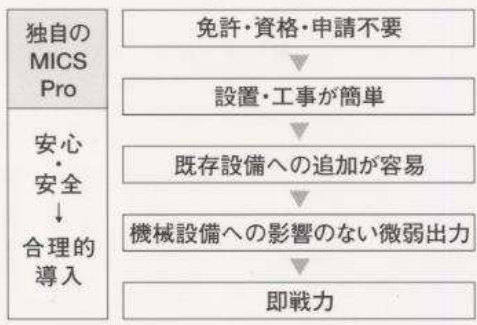 独自の
MICS
Pro
安心
・
安全
↓
合理的
導入
免許・資格・申請不要
設置・工事が簡単
既存設備への追加が容易
機械設備への影響のない微弱出力
即戦力